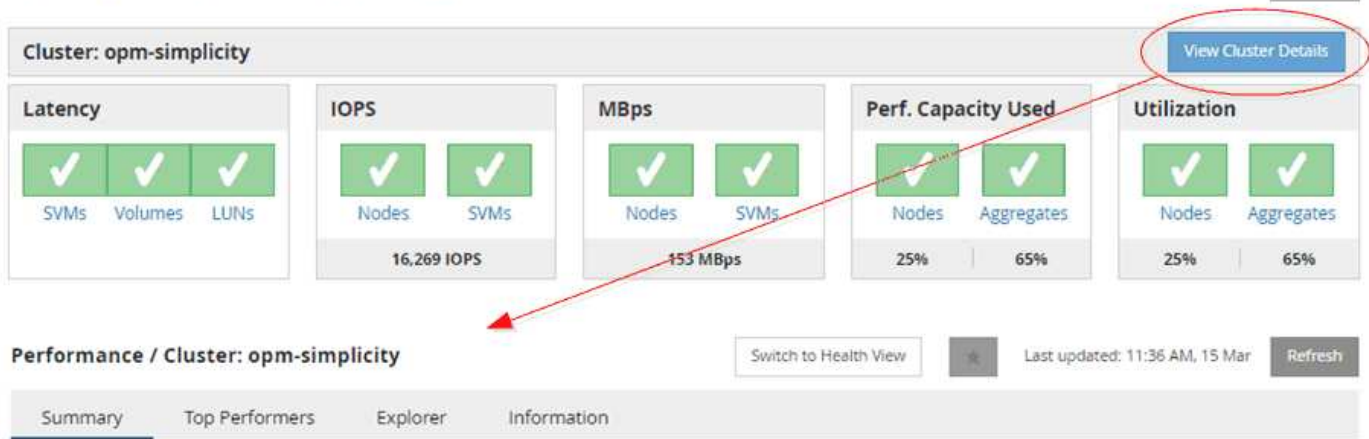 Cluster: opm-simplicity View Cluster Details
Latency IOPS MBps Perf. Capacity Used Utilization
SVMs Volumes LUNs Nodes SVMs Nodes SVMs Nodes Aggregates Nodes Aggregates
16,269 IOPS 153 MBps 25% 65% 25% 65%
Performance / Cluster: opm-simplicity Switch to Health View Last updated: 11:36 AM, 15 Mar Refresh
Summary Top Performers Explorer Information